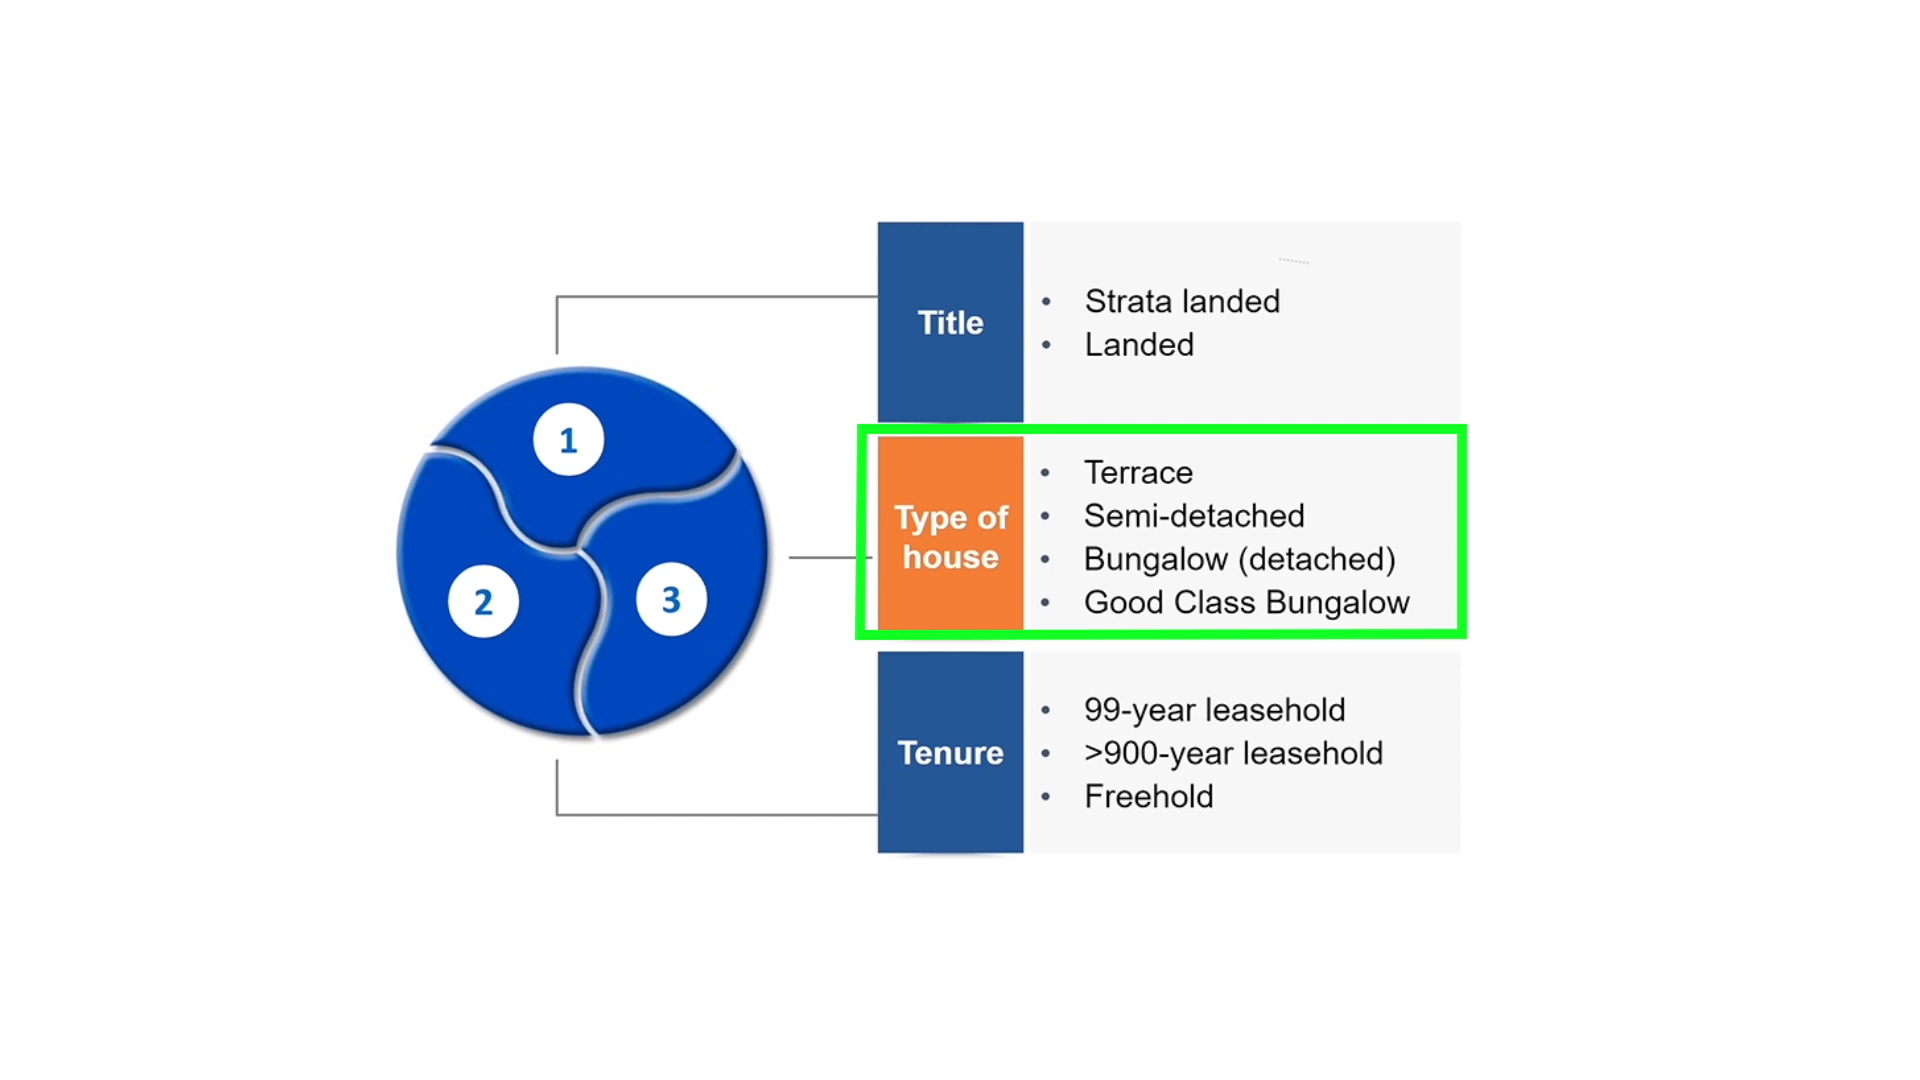 1
2
3
Title
• Strata landed
• Landed
Type of
house
• Terrace
• Semi-detached
• Bungalow (detached)
• Good Class Bungalow
Tenure
• 99-year leasehold
• >900-year leasehold
• Freehold